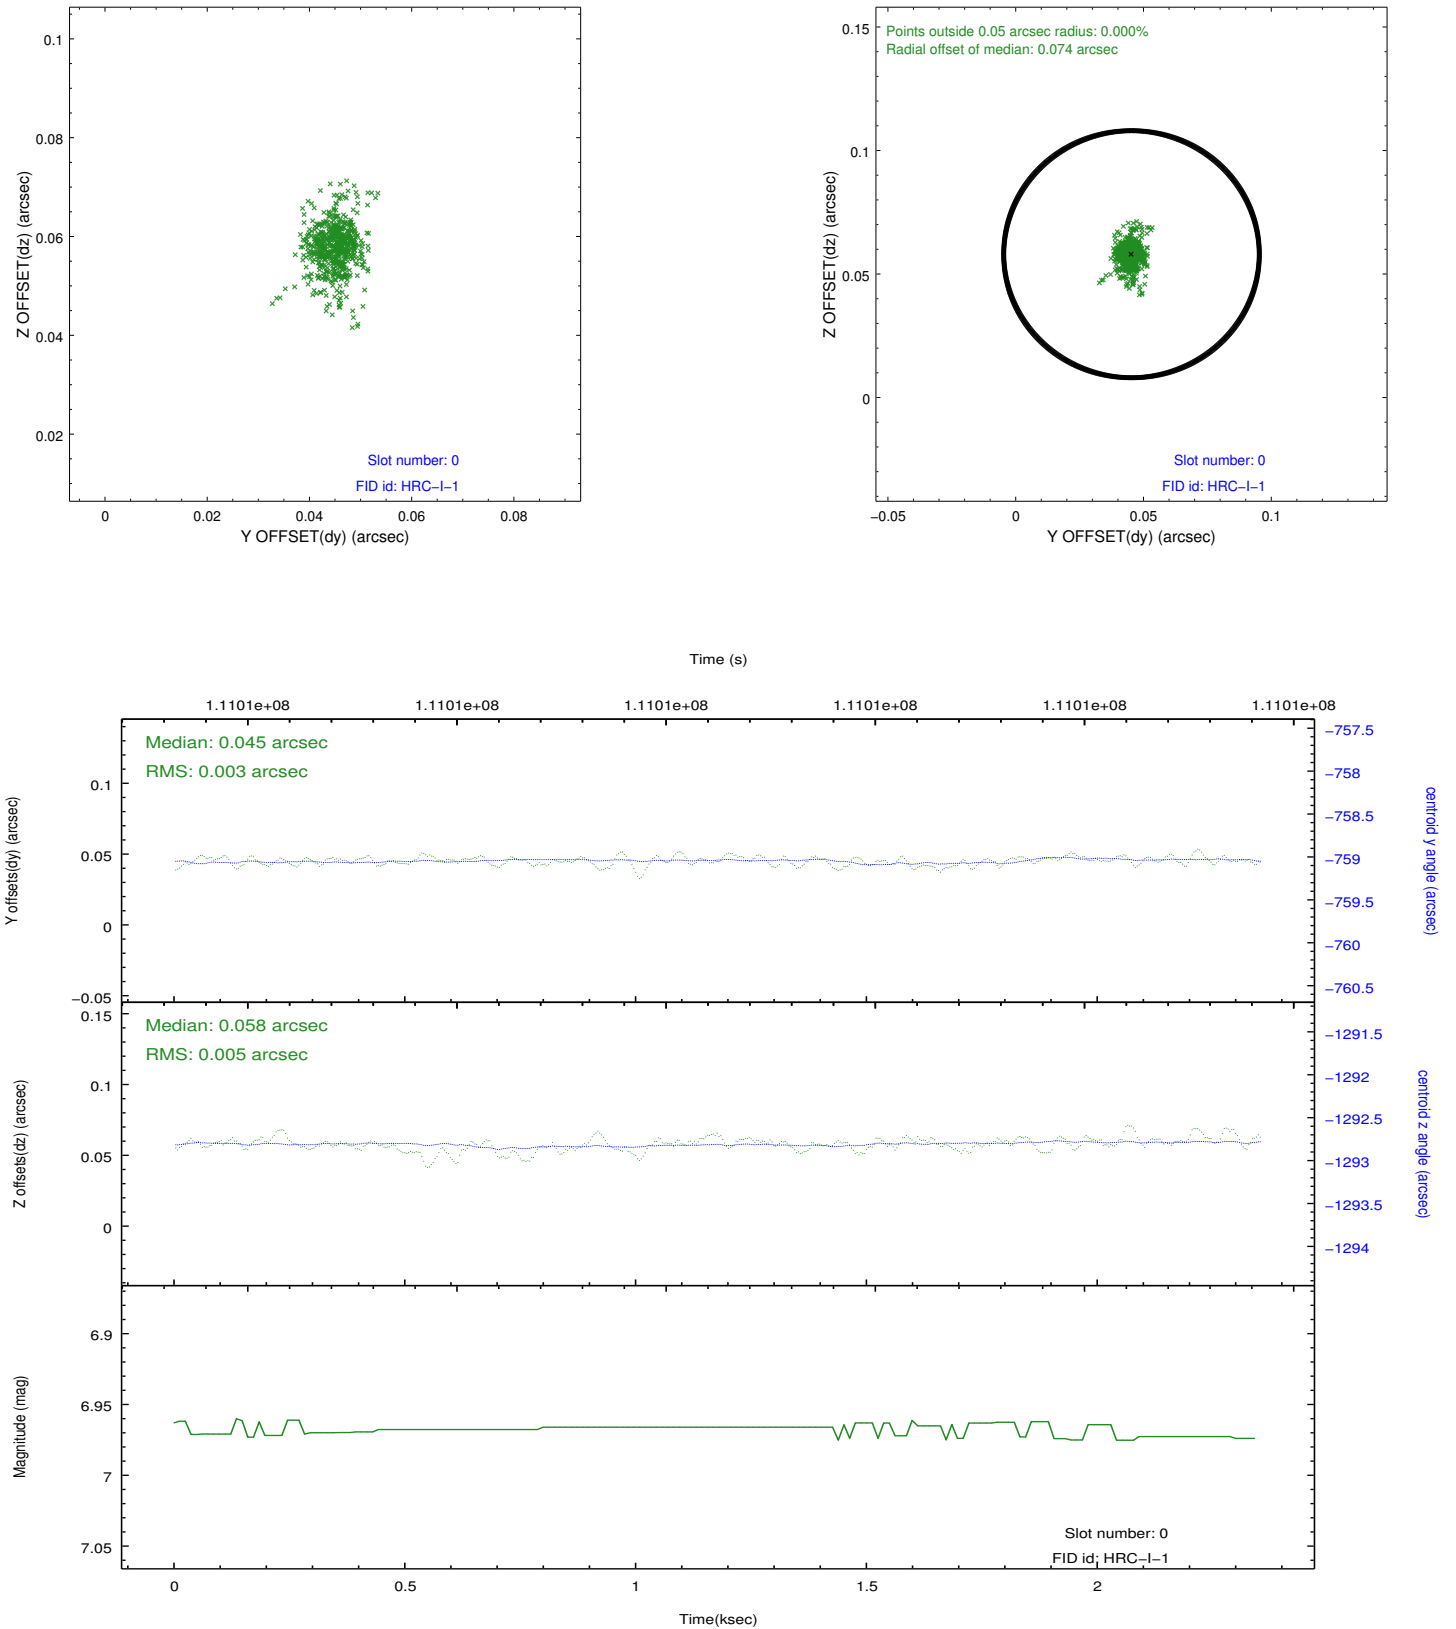 0.1
0.08
0.06
0.04
0.02
Z OFFSET(dz) (arcsec)
Slot number: 0
FID id: HRC−I−1
0
0.02
0.04
0.06
0.08
Y OFFSET(dy) (arcsec)
Points outside 0.05 arcsec radius: 0.000%
Radial offset of median: 0.074 arcsec
0.15
0.1
0.05
0
Z OFFSET(dz) (arcsec)
Slot number: 0
FID id: HRC−I−1
−0.05
0
0.05
0.1
Y OFFSET(dy) (arcsec)
Time (s)
1.1101e+08
1.1101e+08
1.1101e+08
1.1101e+08
1.1101e+08
1.1101e+08
Median: 0.045 arcsec
RMS: 0.003 arcsec
0.1
0.05
0
−0.05
Y offsets(dy) (arcsec)
−757.5
−758
−758.5
−759
−759.5
−760
−760.5
centroid y angle (arcsec)
Median: 0.058 arcsec
RMS: 0.005 arcsec
0.15
0.1
0.05
0
Z offsets(dz) (arcsec)
−1291.5
−1292
−1292.5
−1293
−1293.5
−1294
centroid z angle (arcsec)
6.9
6.95
7
7.05
Magnitude (mag)
Slot number: 0
FID id: HRC−I−1
0
0.5
1
1.5
2
Time(ksec)